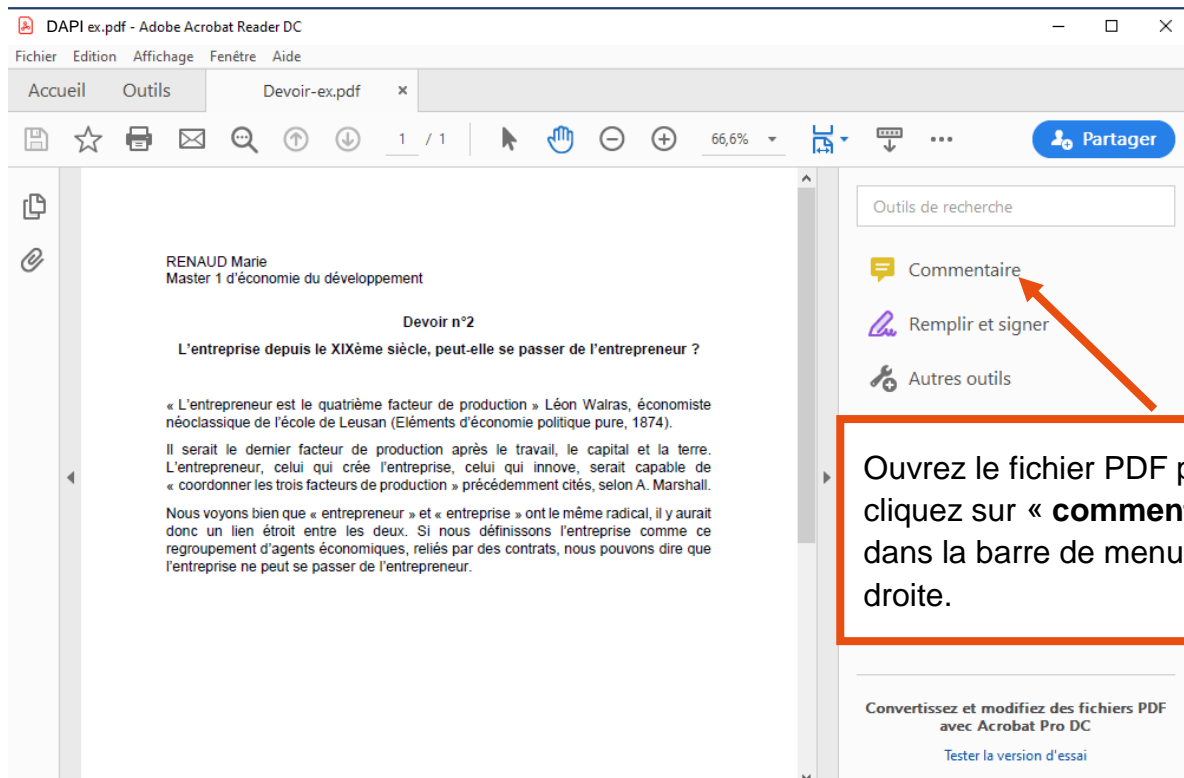 DAPI ex.pdf - Adobe Acrobat Reader DC
Fichier Edition Affichage Fenêtre Aide
Accueil Outils Devoir-ex.pdf
1 / 1 66,6% Partager
Outils de recherche
Commentaire
Remplir et signer
Autres outils
RENAUD Marie
Master 1 d'économie du développement
Devoir n°2
L'entreprise depuis le XIXème siècle, peut-elle se passer de l'entrepreneur ?
« L'entrepreneur est le quatrième facteur de production » Léon Walras, économiste
néoclassique de l'école de Leusan (Eléments d'économie politique pure, 1874).
Il serait le dernier facteur de production après le travail, le capital et la terre.
L'entrepreneur, celui qui crée l'entreprise, celui qui innove, serait capable de
« coordonner les trois facteurs de production » précédemment cités, selon A. Marshall.
Nous voyons bien que « entrepreneur » et « entreprise » ont le même radical, il y aurait
donc un lien étroit entre les deux. Si nous définissons l'entreprise comme ce
regroupement d'agents économiques, reliés par des contrats, nous pouvons dire que
l'entreprise ne peut se passer de l'entrepreneur.
Ouvrez le fichier PDF p
cliquez sur « commen
dans la barre de menu
droite.
Convertissez et modifiez des fichiers PDF
avec Acrobat Pro DC
Tester la version d'essai